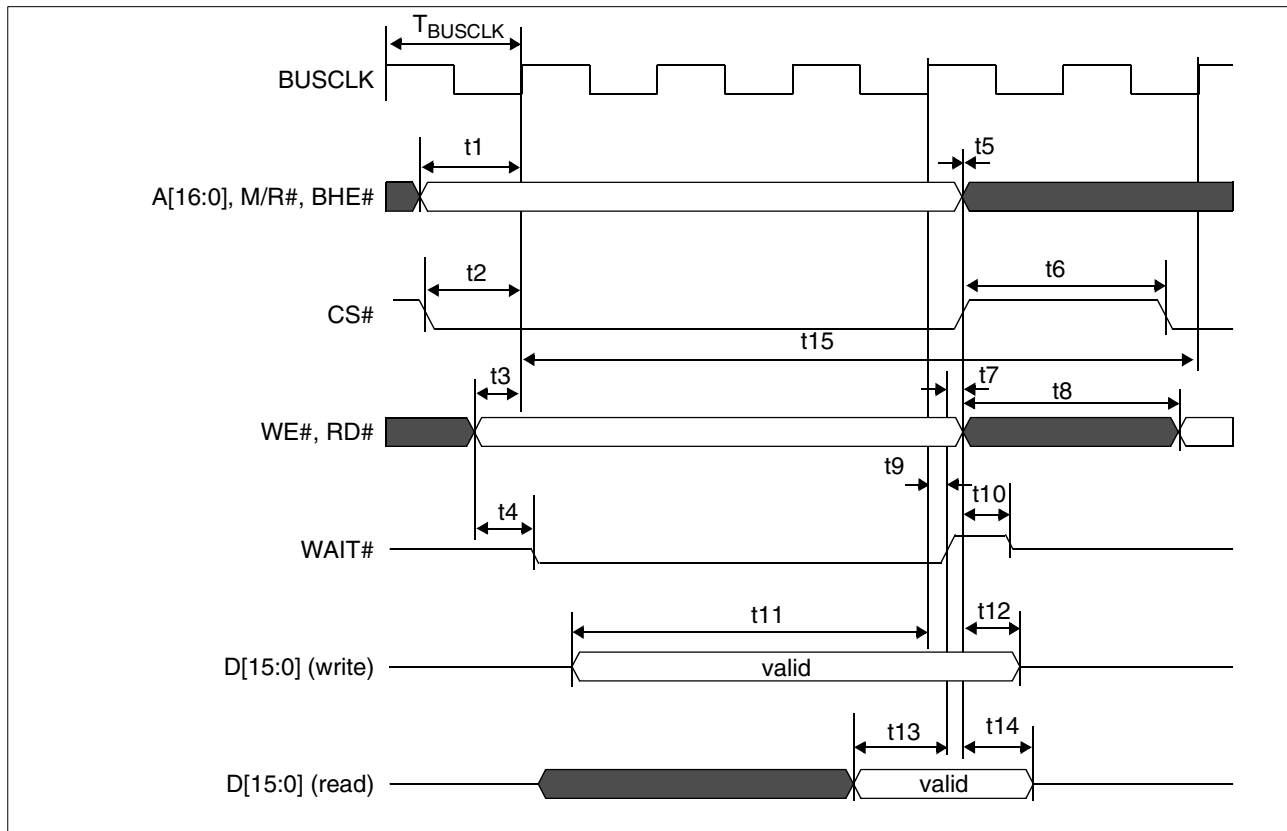 TBUSCLK
BUSCLK
t1
t5
A[16:0], M/R#, BHE#
t2
t6
CS#
t15
t3
t7
t8
WE#, RD#
t9
t10
t4
WAIT#
t11
t12
D[15:0] (write)
valid
t13
t14
D[15:0] (read)
valid